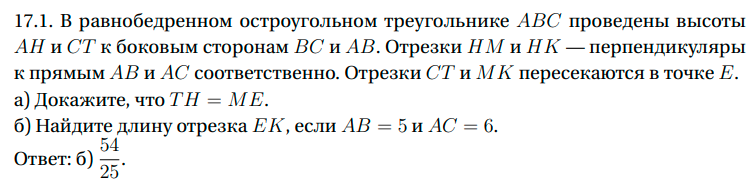 17.1. В равнобедренном остроугольном треугольнике ABC проведены высоты
AH и CT к боковым сторонам BC и AB. Отрезки HM и HK — перпендикуляры
к прямым AB и AC соответственно. Отрезки CT и MK пересекаются в точке E.
а) Докажите, что TH = ME.
б) Найдите длину отрезка EK, если AB = 5 и AC = 6.
Ответ: б) 54/25.